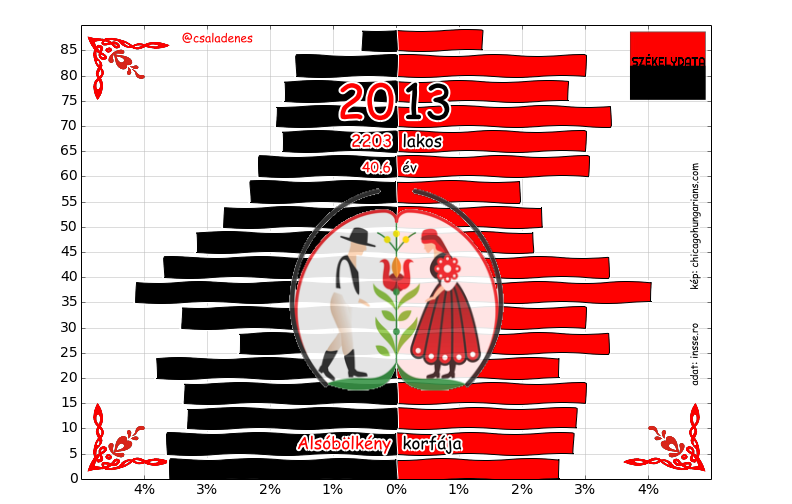 @csaladenes
SZÉKELYDATA
2013
2203 lakos
40.6 év
kép: chicagohungarians.com
adat: insse.ro
Alsóbölkény korfája
85
80
75
70
65
60
55
50
45
40
35
30
25
20
15
10
5
0
4% 3% 2% 1% 0% 1% 2% 3% 4%